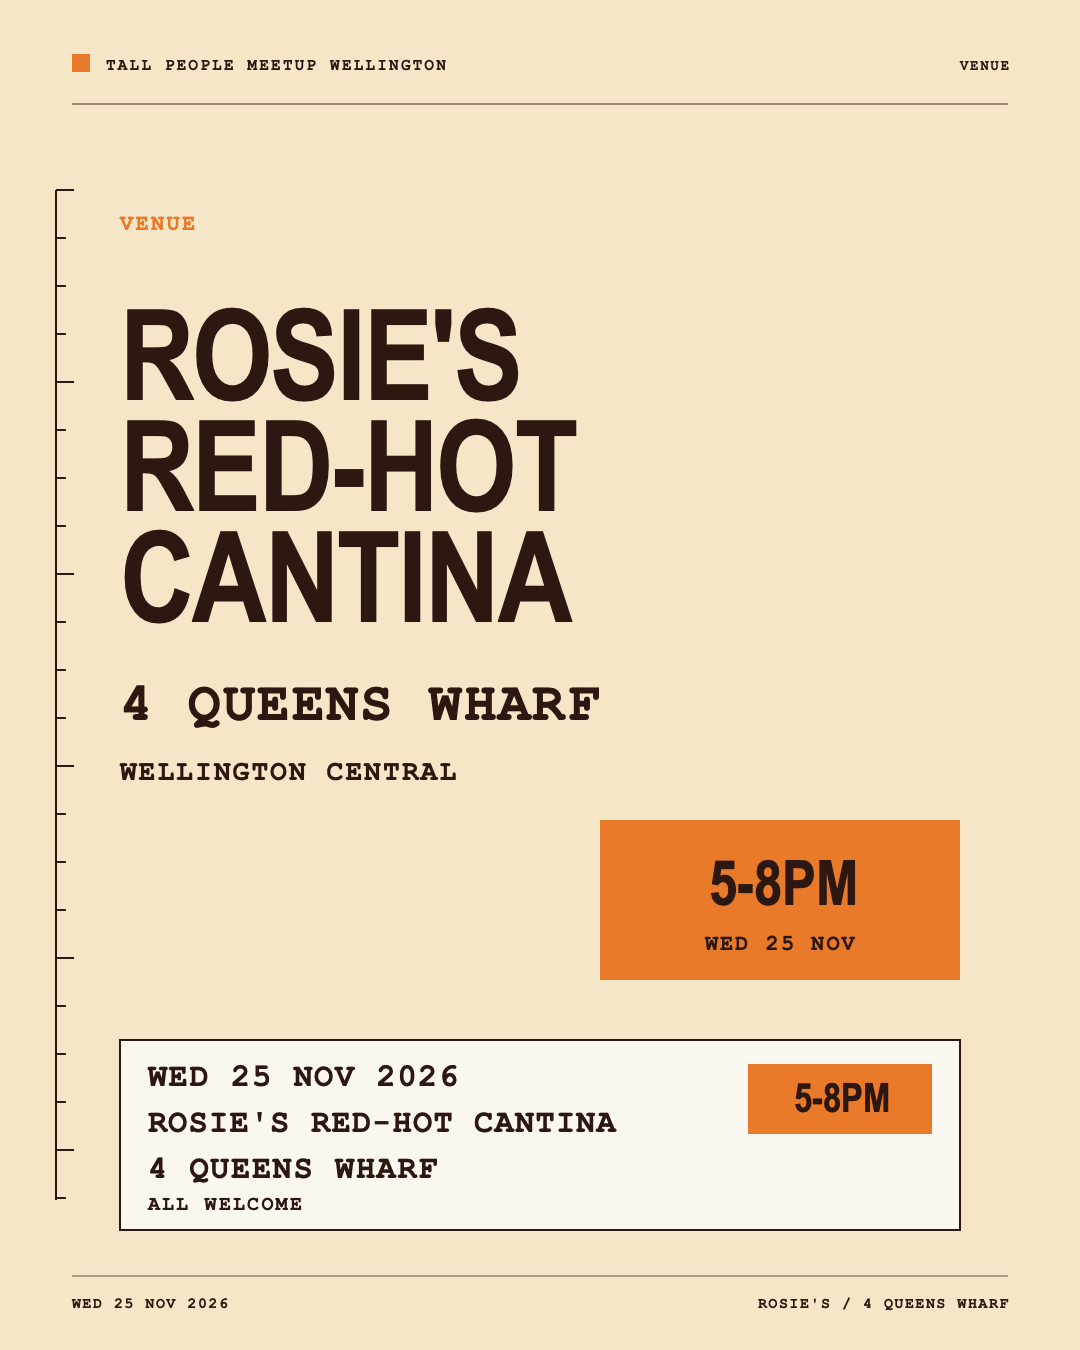 TALL PEOPLE MEETUP WELLINGTON
VENUE
VENUE
ROSIE'S
RED-HOT
CANTINA
4 QUEENS WHARF
WELLINGTON CENTRAL
5-8PM
WED 25 NOV
WED 25 NOV 2026
5-8PM
ROSIE'S RED-HOT CANTINA
4 QUEENS WHARF
ALL WELCOME
WED 25 NOV 2026
ROSIE'S / 4 QUEENS WHARF